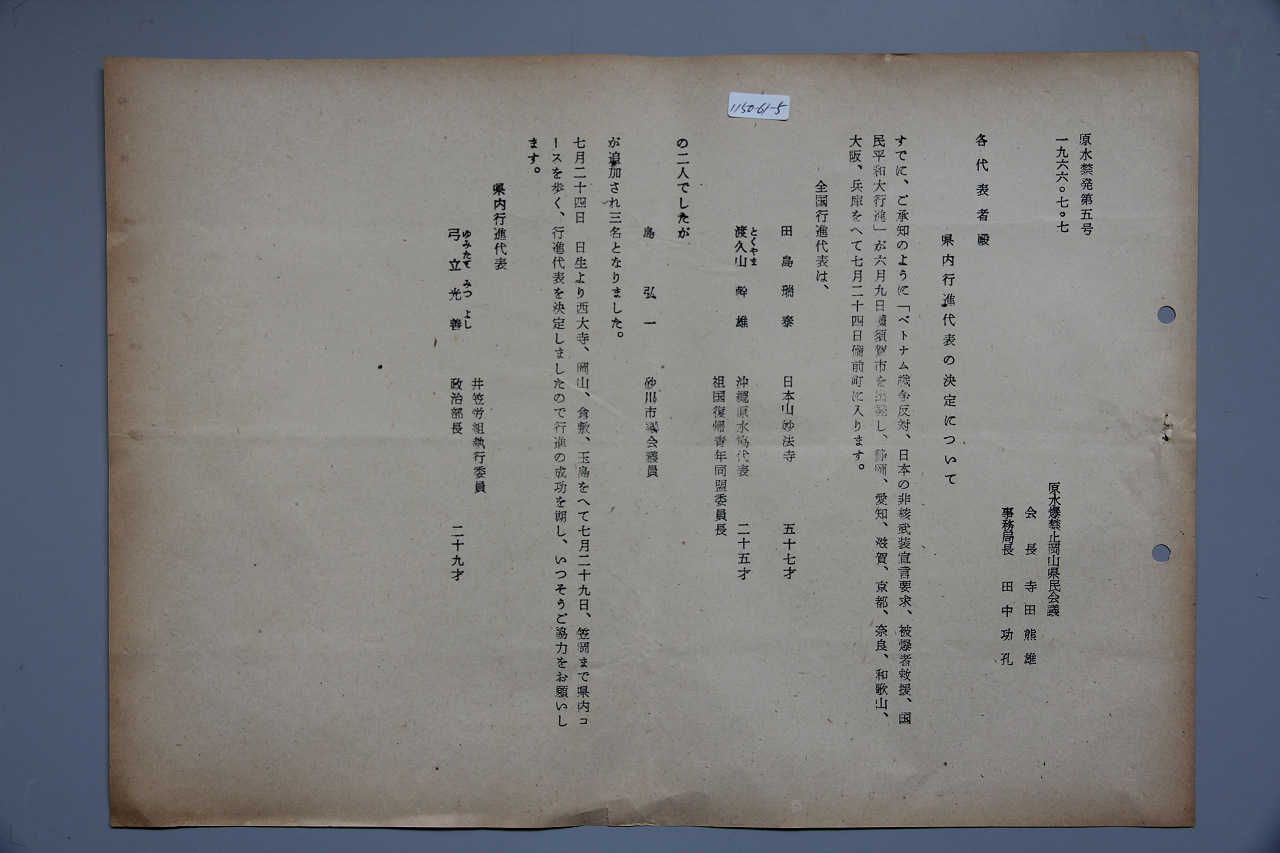 1150-61-5
原水禁発第五号
一九六六。七。七
原水爆禁止岡山県民会議
会長 寺田熊雄
事務局長 田中功孔
各代表者殿
県内行進代表の決定について
すでに、ご承知のように「ベトナム戦争反対、日本の非核武装宣言要求、被爆者救援、国
民平和大行進」が六月九日横須賀市を出発し、静岡、愛知、滋賀、京都、奈良、和歌山、
大阪、兵庫をへて七月二十四日備前町に入ります。
全国行進代表は、
田島瑞泰 日本山妙法寺 五十七才
とくやま
渡久山幹雄 沖縄原水協代表 二十五才
祖国復帰青年同盟委員長
の二人でしたが
島弘一 砂川市議会議員
が追加され三名となりました。
七月二十四日 日生より西大寺、岡山、倉敷、玉島をへて七月二十九日、笠岡まで県内コ
ースを歩く、行進代表を決定しましたので行進の成功を期し、いつそうご協力をお願いし
ます。
県内行進代表
井笠労組執行委員
ゆみたて みつ よし
弓立光善 政治部長 二十九才